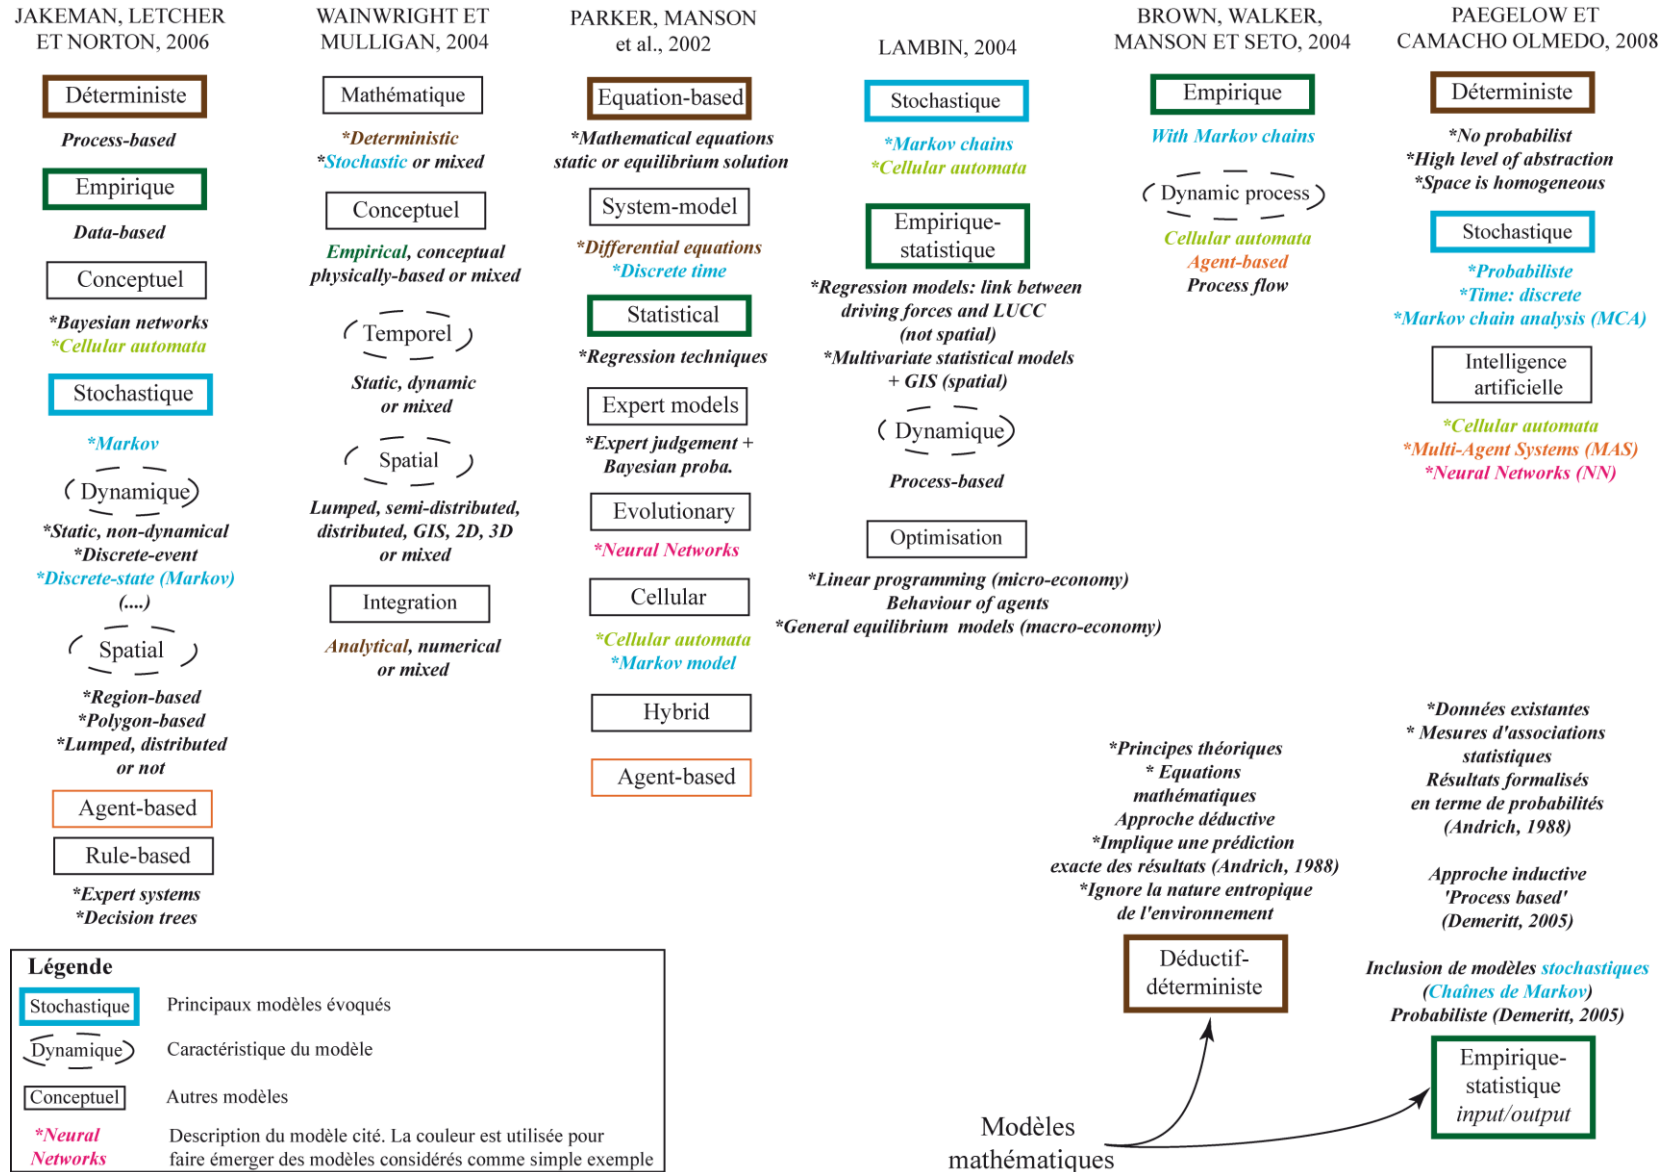 JAKEMAN, LETCHER
ET NORTON, 2006
Déterministe
Process-based
Empirique
Data-based
Conceptuel
*Bayesian networks
*Cellular automata
Stochastique
*Markov
Dynamique
*Static, non-dynamical
*Discrete-event
*Discrete-state (Markov)
(....)
Spatial
*Region-based
*Polygon-based
*Lumped, distributed
or not
Agent-based
Rule-based
*Expert systems
*Decision trees
WAINWRIGHT ET
MULLIGAN, 2004
Mathématique
*Deterministic
*Stochastic or mixed
Conceptuel
Empirical, conceptual
physically-based or mixed
Temporel
Static, dynamic
or mixed
Spatial
Lumped, semi-distributed,
distributed, GIS, 2D, 3D
or mixed
Integration
Analytical, numerical
or mixed
PARKER, MANSON
et al., 2002
Equation-based
*Mathematical equations
static or equilibrium solution
System-model
*Differential equations
*Discrete time
Statistical
*Regression techniques
Expert models
*Expert judgement +
Bayesian proba.
Evolutionary
*Neural Networks
Cellular
*Cellular automata
*Markov model
Hybrid
Agent-based
LAMBIN, 2004
Stochastique
*Markov chains
*Cellular automata
Empirique-
statistique
*Regression models: link between
driving forces and LUCC
(not spatial)
*Multivariate statistical models
+ GIS (spatial)
Dynamique
Process-based
Optimisation
*Linear programming (micro-economy)
Behaviour of agents
*General equilibrium models (macro-economy)
BROWN, WALKER,
MANSON ET SETO, 2004
Empirique
With Markov chains
Dynamic process
Cellular automata
Agent-based
Process flow
PAEGELOW ET
CAMACHO OLMEDO, 2008
Déterministe
*No probabilist
*High level of abstraction
*Space is homogeneous
Stochastique
*Probabiliste
*Time: discrete
*Markov chain analysis (MCA)
Intelligence
artificielle
*Cellular automata
*Multi-Agent Systems (MAS)
*Neural Networks (NN)
*Principes théoriques
* Equations
mathématiques
Approche déductive
*Implique une prédiction
exacte des résultats (Andrich, 1988)
*Ignore la nature entropique
de l'environnement
Déductif-
déterministe
*Données existantes
* Mesures d'associations
statistiques
Résultats formalisés
en terme de probabilités
(Andrich, 1988)
Approche inductive
'Process based'
(Demeritt, 2005)
Inclusion de modèles stochastiques
(Chaînes de Markov)
Probabiliste (Demeritt, 2005)
Empirique-
statistique
input/output
Modèles
mathématiques
Légende
Stochastique
Principaux modèles évoqués
Dynamique
Caractéristique du modèle
Conceptuel
Autres modèles
*Neural
Networks
Description du modèle cité. La couleur est utilisée pour
faire émerger des modèles considérés comme simple exemple